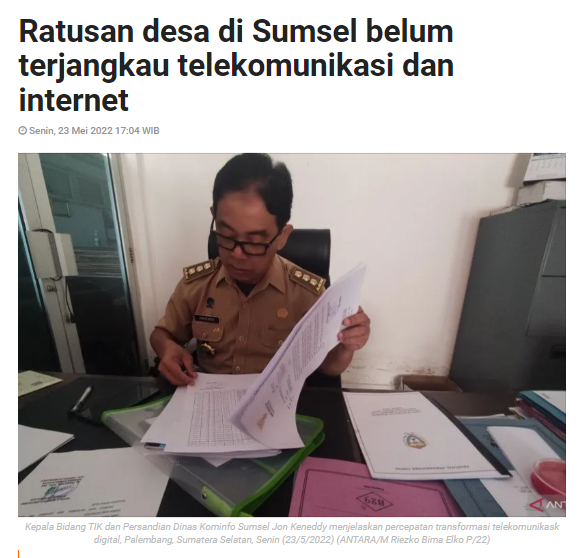 Ratusan desa di Sumsel belum
terjangkau telekomunikasi dan
internet
Senin, 23 Mei 2022 17:04 WIB
ANT
Kepala Bidang TIK dan Persandian Dinas Kominfo Sumsel Jon Keneddy menjelaskan percepatan transformasi telekomunikask
digital, Palembang, Sumatera Selatan, Senin (23/5/2022) (ANTARA/M Riezko Bima Elko P/22)